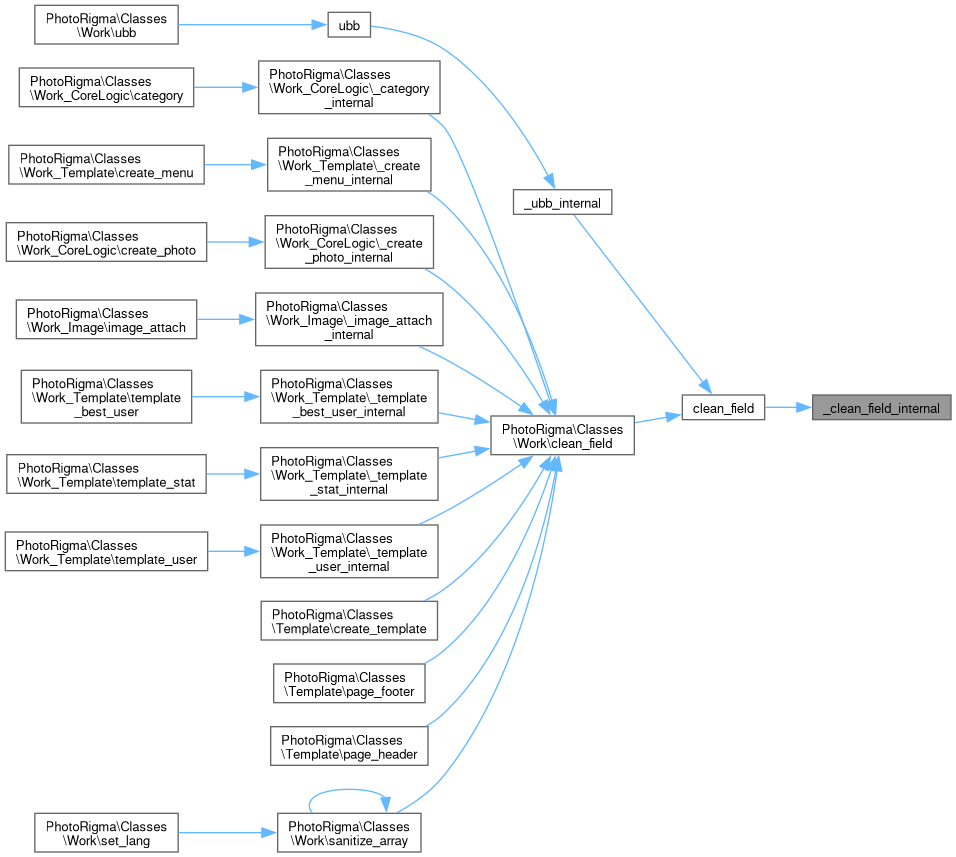 PhotoRigma\Classes
\Work\ubb
ubb
PhotoRigma\Classes
\Work_CoreLogic\category
PhotoRigma\Classes
\Work_CoreLogic\_category
_internal
PhotoRigma\Classes
\Work_Template\create_menu
PhotoRigma\Classes
\Work_Template\_create
_menu_internal
_ubb_internal
PhotoRigma\Classes
\Work_CoreLogic\create_photo
PhotoRigma\Classes
\Work_CoreLogic\_create
_photo_internal
PhotoRigma\Classes
\Work_Image\image_attach
PhotoRigma\Classes
\Work_Image\_image_attach
_internal
PhotoRigma\Classes
\Work_Template\template
_best_user
PhotoRigma\Classes
\Work_Template\_template
_best_user_internal
PhotoRigma\Classes
\Work\clean_field
clean_field
_clean_field_internal
PhotoRigma\Classes
\Work_Template\template_stat
PhotoRigma\Classes
\Work_Template\_template
_stat_internal
PhotoRigma\Classes
\Work_Template\template_user
PhotoRigma\Classes
\Work_Template\_template
_user_internal
PhotoRigma\Classes
\Template\create_template
PhotoRigma\Classes
\Template\page_footer
PhotoRigma\Classes
\Template\page_header
PhotoRigma\Classes
\Work\set_lang
PhotoRigma\Classes
\Work\sanitize_array